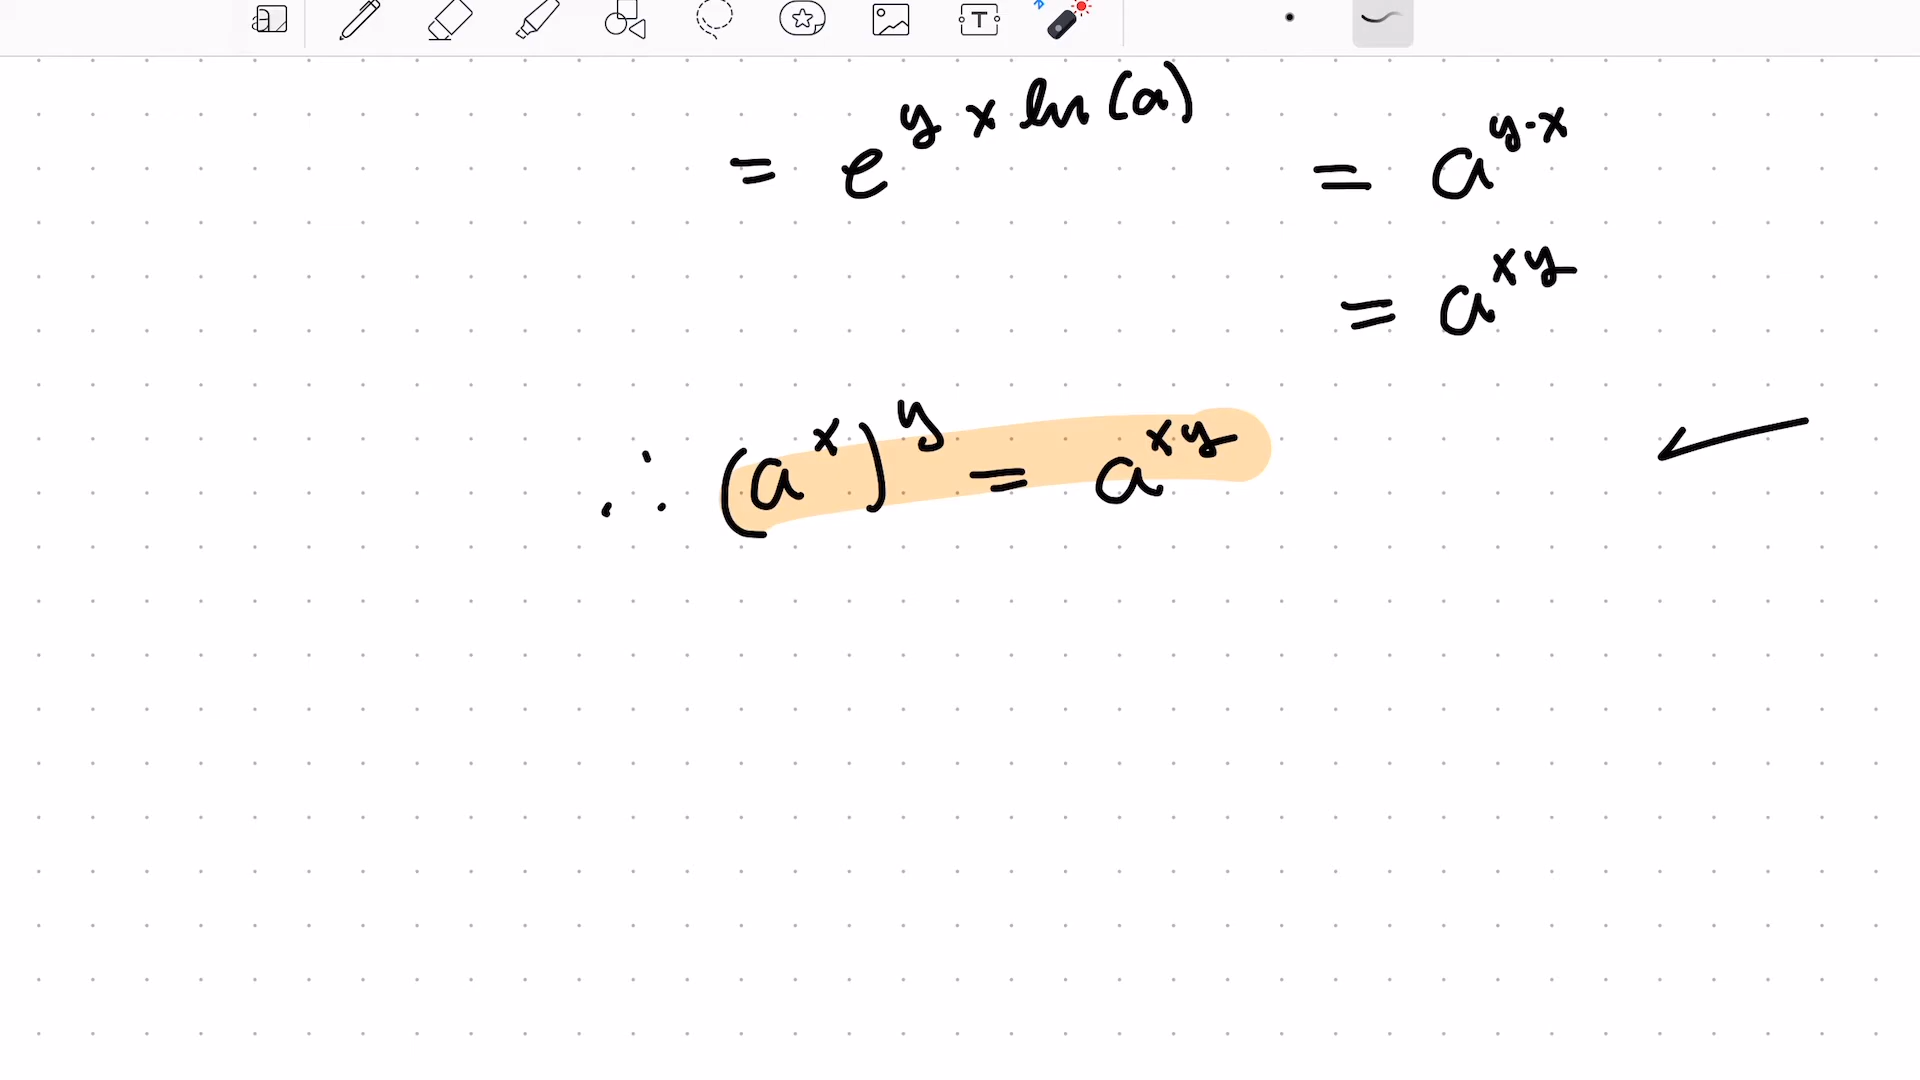 = e^{y x ln(a)} = a^{y·x}
= a^{xy}
∴ (a^x)^y = a^{xy}